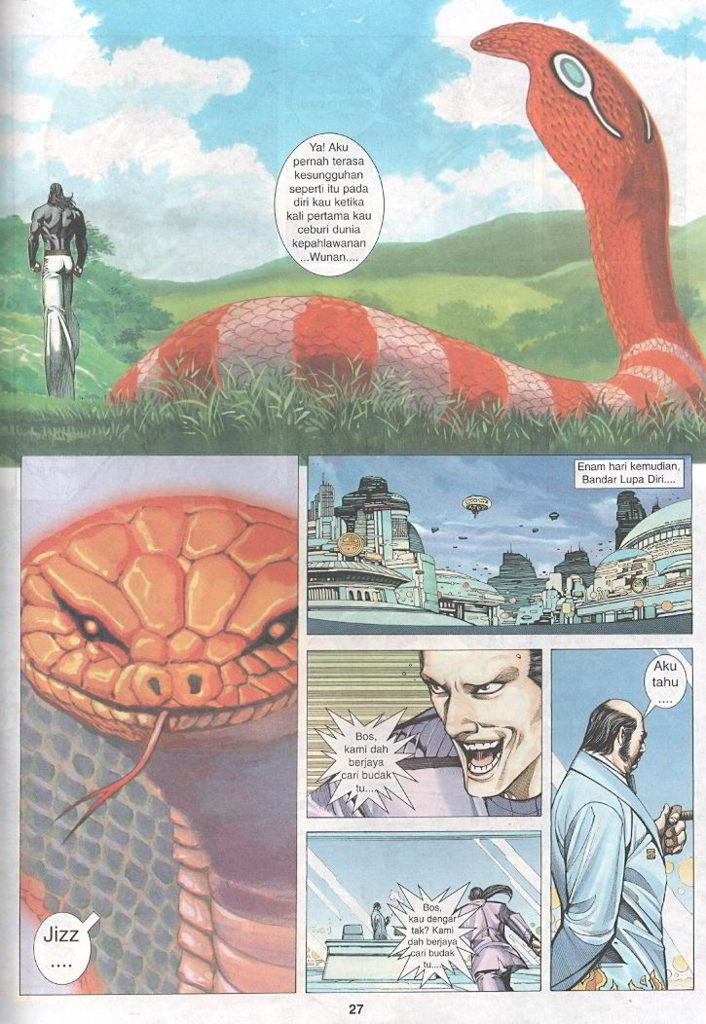 Ya! Aku
pernah terasa
kesungguhan
seperti itu pada
diri kau ketika
kali pertama kau
ceburi dunia
kepahlawanan
...Wunan....
Jizz
....
Enam hari kemudian,
Bandar Lupa Diri....
Bos,
kami dah
berjaya
cari budak
tu....
Bos,
kau dengar
tak? Kami
dah berjaya
cari budak
tu....
Aku
tahu
....
27